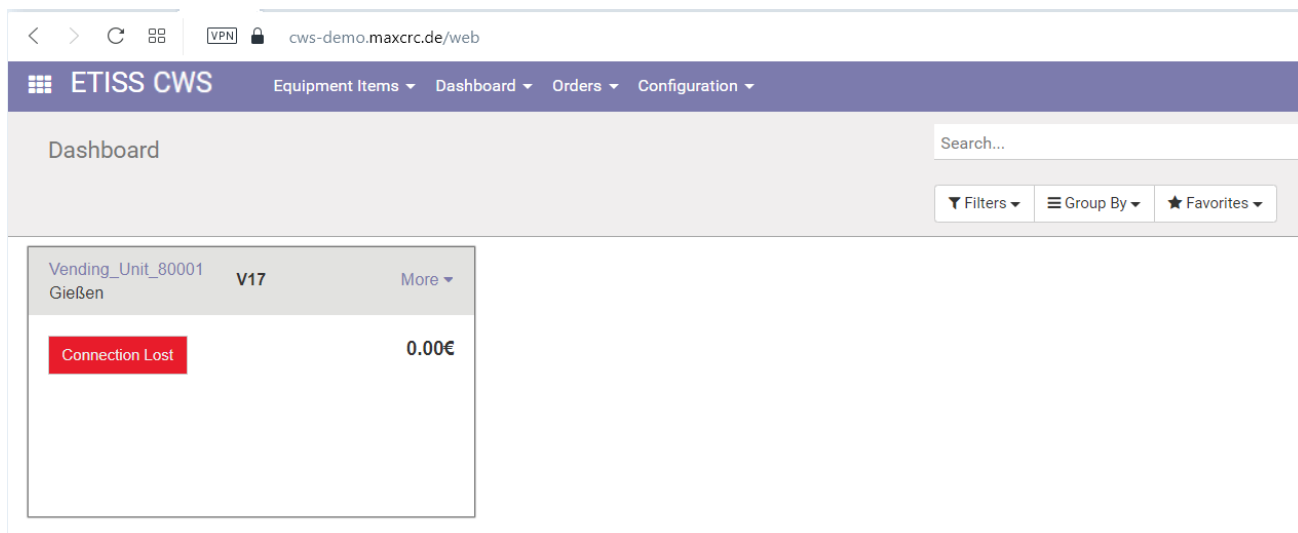 VPN cws-demo.maxcrc.de/web
ETISS CWS Equipment Items Dashboard Orders Configuration
Dashboard
Search...
Filters Group By Favorites
Vending_Unit_80001 V17 More
Gießen
Connection Lost 0.00€